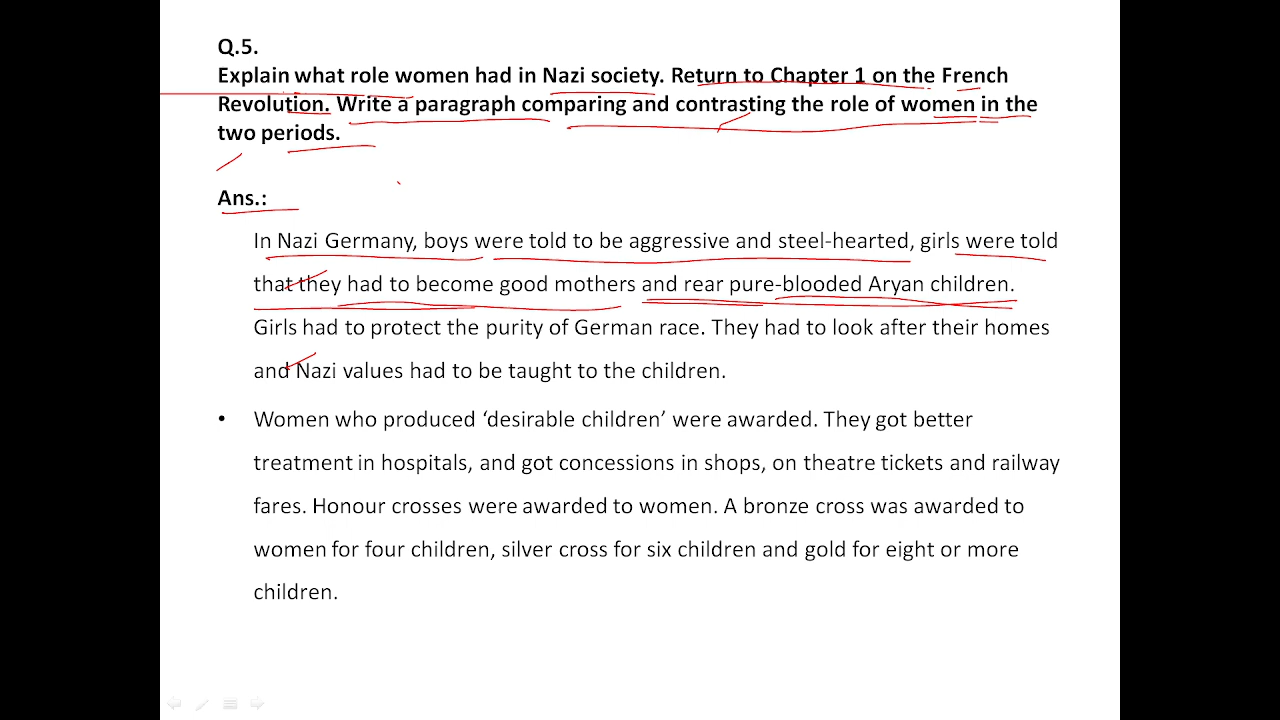 Q.5.
Explain what role women had in Nazi society. Return to Chapter 1 on the French
Revolution. Write a paragraph comparing and contrasting the role of women in the
two periods.
Ans.:
In Nazi Germany, boys were told to be aggressive and steel-hearted, girls were told
that they had to become good mothers and rear pure-blooded Aryan children.
Girls had to protect the purity of German race. They had to look after their homes
and Nazi values had to be taught to the children.
• Women who produced ‘desirable children’ were awarded. They got better
treatment in hospitals, and got concessions in shops, on theatre tickets and railway
fares. Honour crosses were awarded to women. A bronze cross was awarded to
women for four children, silver cross for six children and gold for eight or more
children.